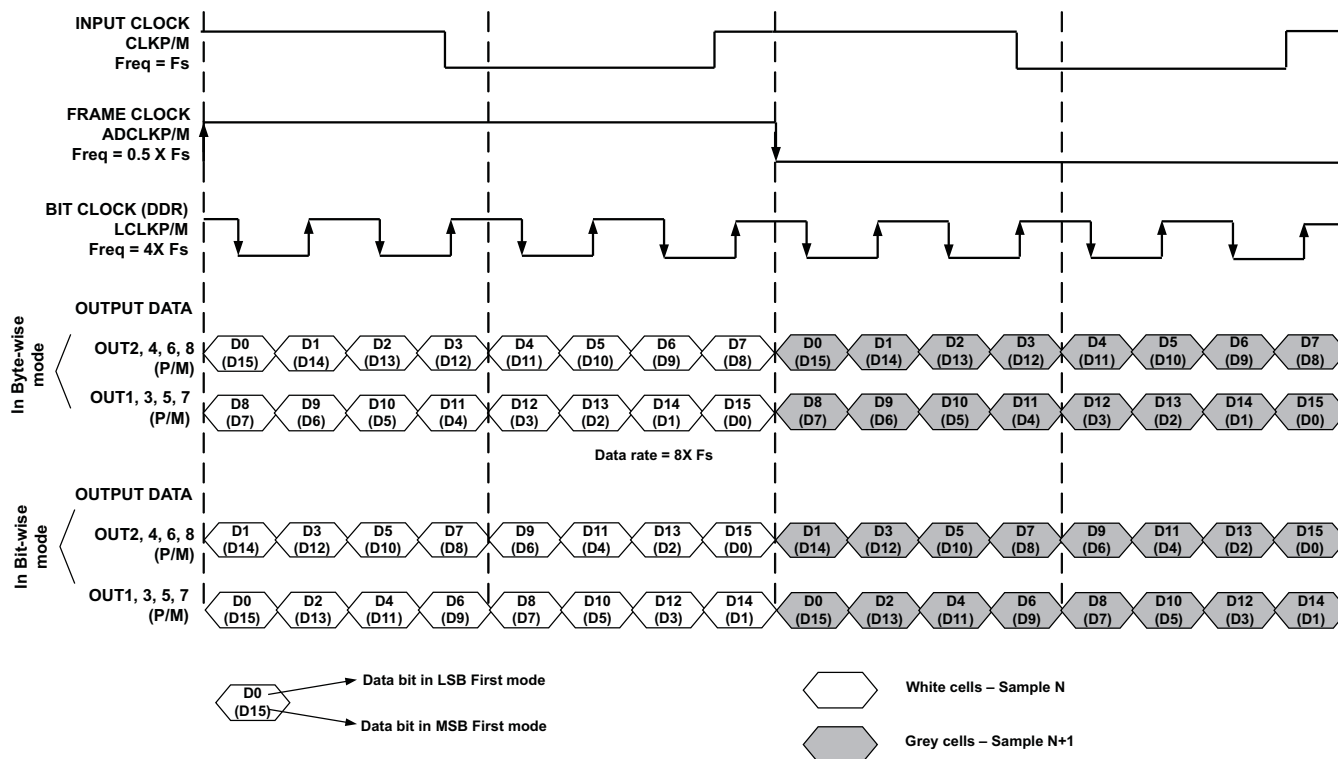 INPUT CLOCK
CLKP/M
Freq = Fs
FRAME CLOCK
ADCLKP/M
Freq = 0.5 X Fs
BIT CLOCK (DDR)
LCLKP/M
Freq = 4X Fs
In Byte-wise
mode
OUTPUT DATA
OUT2, 4, 6, 8
(P/M)
D0 D1 D2 D3 D4 D5 D6 D7 D0 D1 D2 D3 D4 D5 D6 D7
(D15) (D14) (D13) (D12) (D11) (D10) (D9) (D8) (D15) (D14) (D13) (D12) (D11) (D10) (D9) (D8)
OUT1, 3, 5, 7
(P/M)
D8 D9 D10 D11 D12 D13 D14 D15 D8 D9 D10 D11 D12 D13 D14 D15
(D7) (D6) (D5) (D4) (D3) (D2) (D1) (D0) (D7) (D6) (D5) (D4) (D3) (D2) (D1) (D0)
Data rate = 8X Fs
In Bit-wise
mode
OUTPUT DATA
OUT2, 4, 6, 8
(P/M)
D1 D3 D5 D7 D9 D11 D13 D15 D1 D3 D5 D7 D9 D11 D13 D15
(D14) (D12) (D10) (D8) (D6) (D4) (D2) (D0) (D14) (D12) (D10) (D8) (D6) (D4) (D2) (D0)
OUT1, 3, 5, 7
(P/M)
D0 D2 D4 D6 D8 D10 D12 D14 D0 D2 D4 D6 D8 D10 D12 D14
(D15) (D13) (D11) (D9) (D7) (D5) (D3) (D1) (D15) (D13) (D11) (D9) (D7) (D5) (D3) (D1)
D0
(D15)
Data bit in LSB First mode
Data bit in MSB First mode
White cells – Sample N
Grey cells – Sample N+1